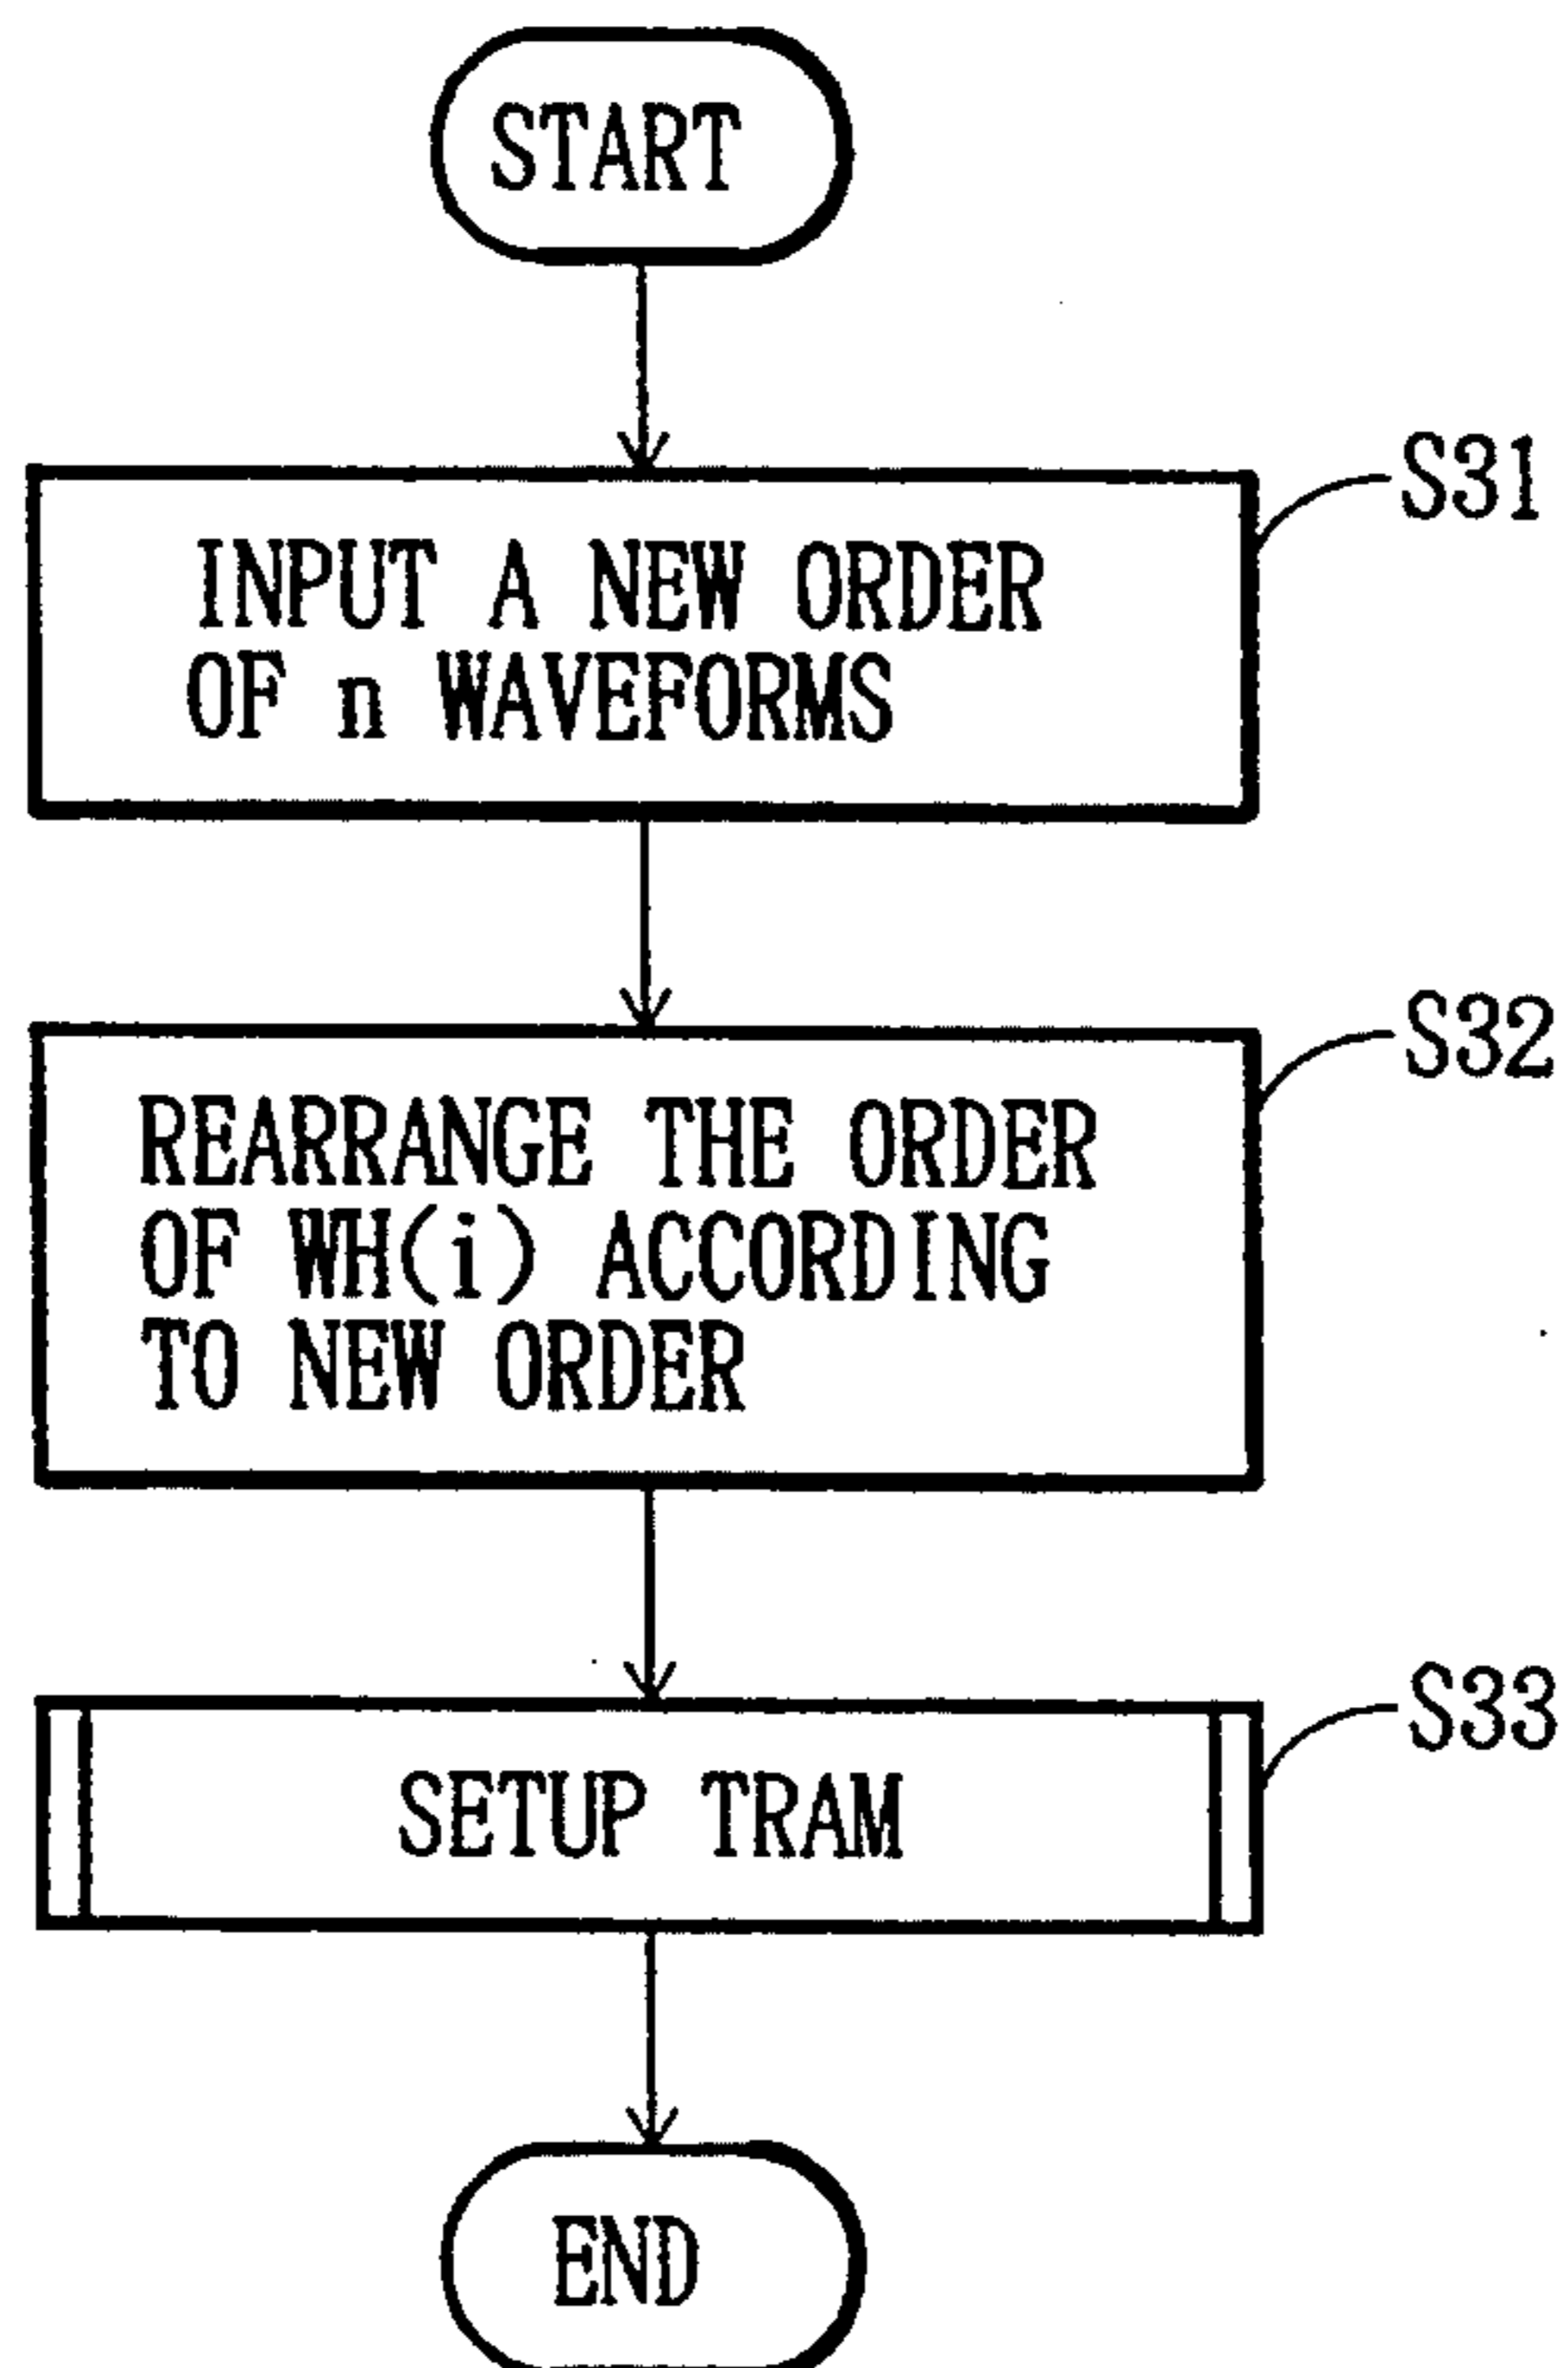 START
S31
INPUT A NEW ORDER
OF n WAVEFORMS
S32
REARRANGE THE ORDER
OF WH(i) ACCORDING
TO NEW ORDER
S33
SETUP TRAM
END